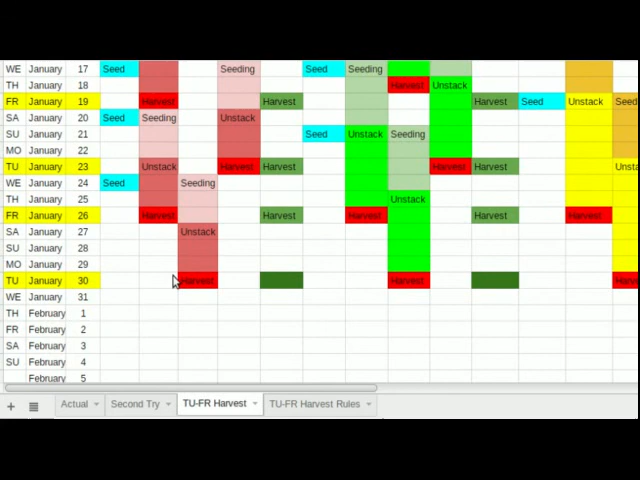 WE January 17 Seed Seeding Seed Seeding
TH January 18 Harvest Unstack
FR January 19 Harvest Harvest Harvest Seed Unstack Seed
SA January 20 Seed Seeding Unstack
SU January 21 Seed Unstack Seeding
MO January 22
TU January 23 Unstack Harvest Harvest Harvest Harvest Unsta
WE January 24 Seed Seeding
TH January 25 Unstack
FR January 26 Harvest Harvest Harvest Harvest Harvest
SA January 27 Unstack
SU January 28
MO January 29
TU January 30 Harvest Harvest Harv
WE January 31
TH February 1
FR February 2
SA February 3
SU February 4
February 5
+ Actual Second Try TU-FR Harvest TU-FR Harvest Rules